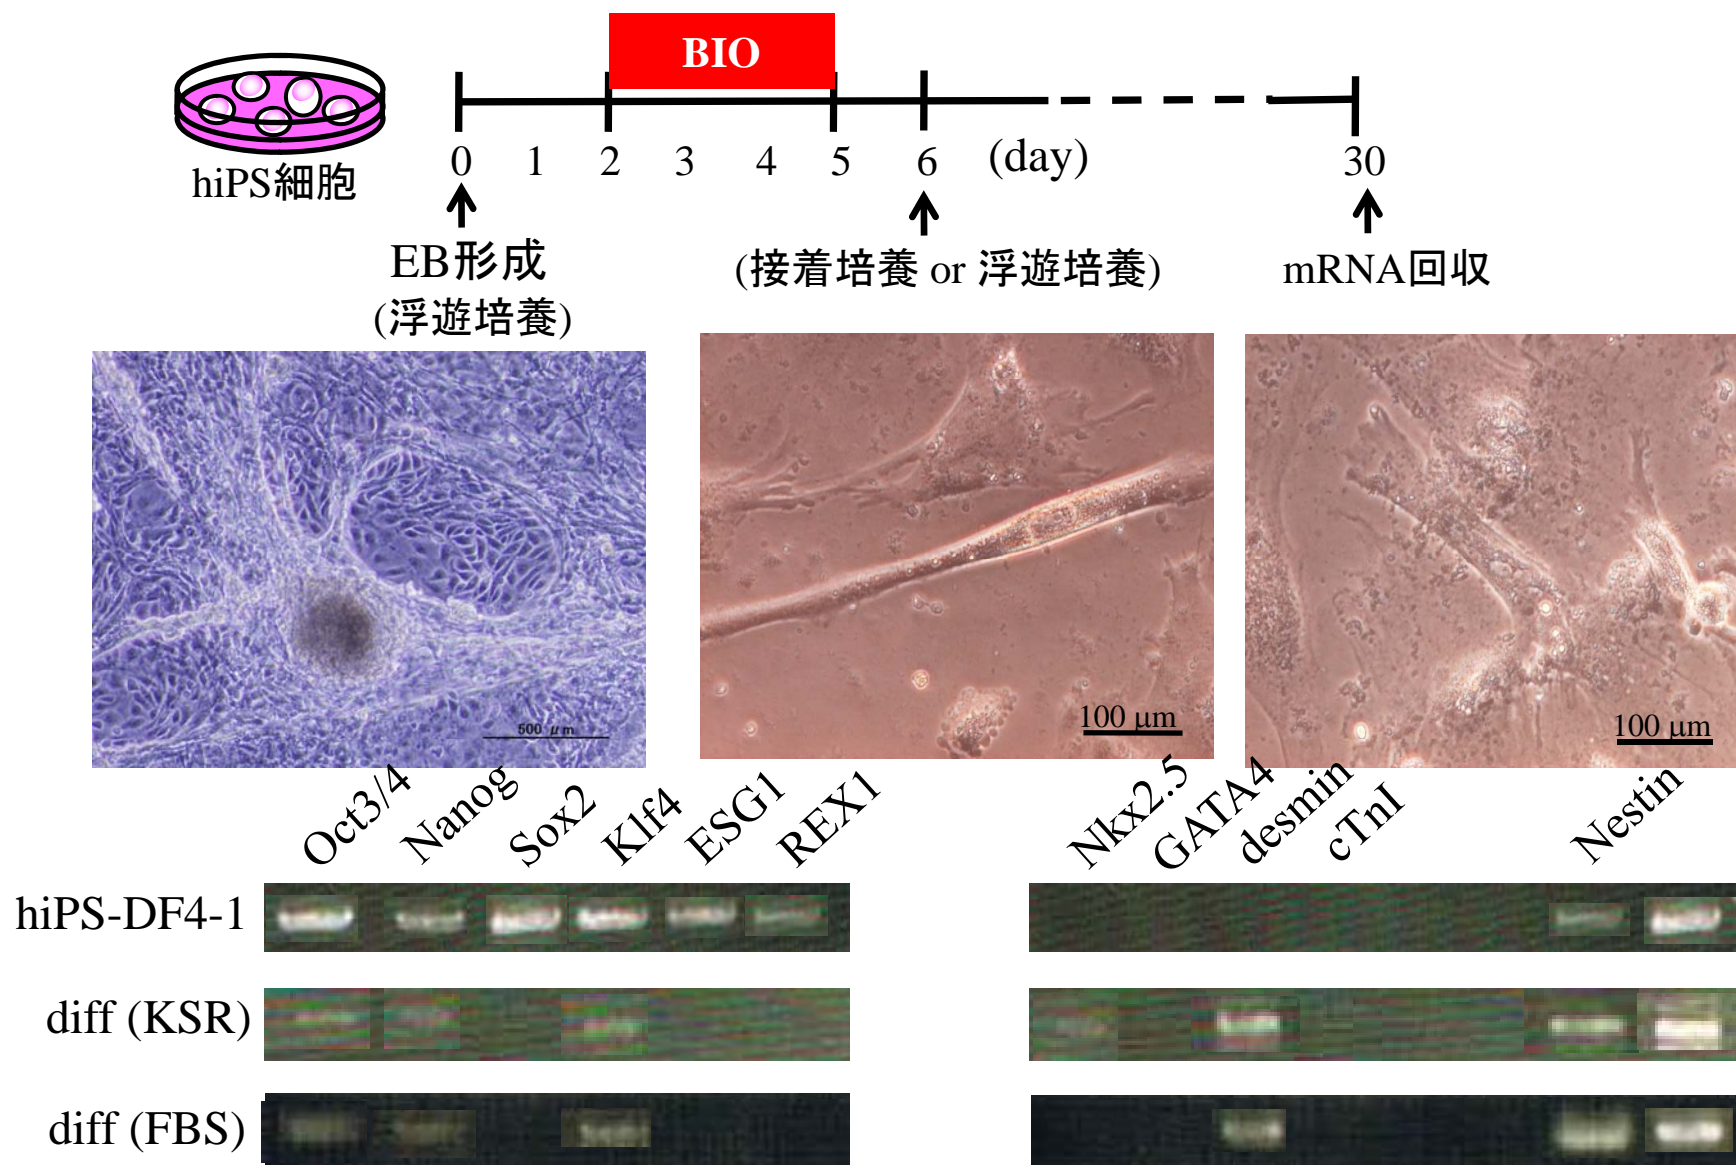 BIO
0 1 2 3 4 5 6 (day) 30
hiPS細胞
EB形成
(浮遊培養)
(接着培養 or 浮遊培養)
mRNA回収
500 μm
100 μm
100 μm
Oct3/4 Nanog Sox2 Klf4 ESG1 REX1 Nkx2.5 GATA4 desmin cTnI Nestin
hiPS-DF4-1
diff (KSR)
diff (FBS)